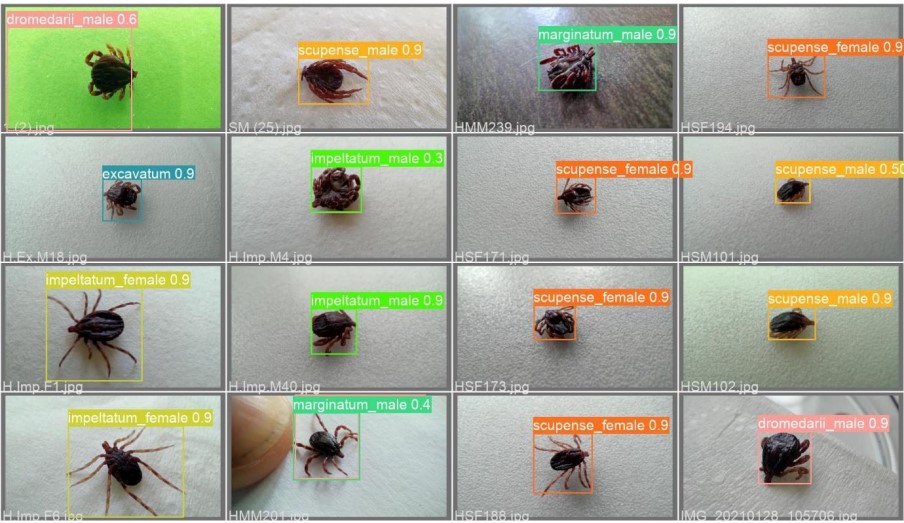 dromedarii_male 0.6
scupense_male 0.9
marginatum_male 0.9
scupense_female 0.9
1 (2).jpg
SM (25).jpg
HMM239.jpg
HSF194.jpg
excavatum 0.9
impeltatum_male 0.3
scupense_female 0.9
scupense_male 0.50
H.Ex.M18.jpg
H.Imp.M4.jpg
HSF171.jpg
HSM101.jpg
impeltatum_female 0.9
impeltatum_male 0.9
scupense_female 0.9
scupense_male 0.9
H.Imp.F1.jpg
H.Imp.M40.jpg
HSF173.jpg
HSM102.jpg
impeltatum_female 0.9
marginatum_male 0.4
scupense_female 0.9
dromedarii_male 0.9
H.Imp.F6.jpg
HMM201.jpg
HSF188.jpg
IMG_20210128_105706.jpg